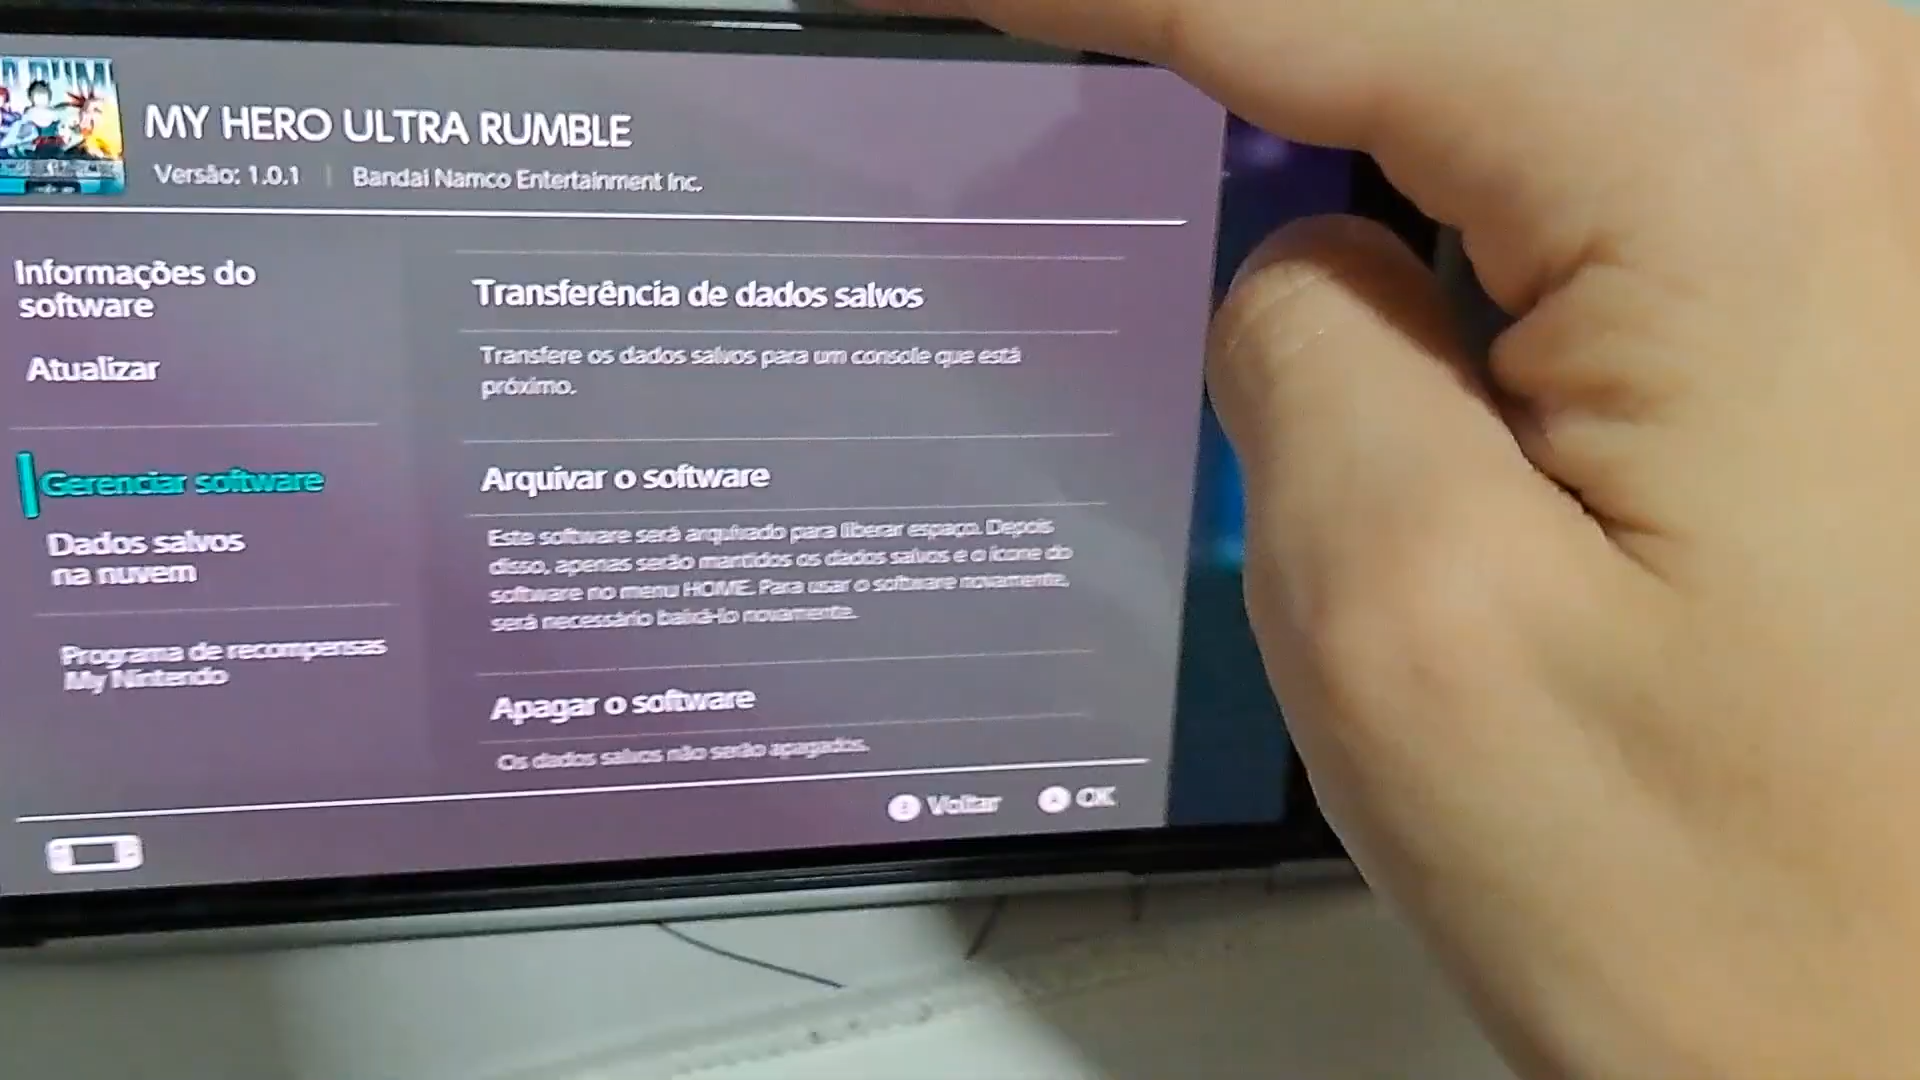 MY HERO ULTRA RUMBLE
Versão: 1.0.1 | Bandai Namco Entertainment Inc.
Informações do
software
Atualizar
Gerenciar software
Dados salvos
na nuvem
Programa de recompensas
My Nintendo
Transferência de dados salvos
Transfere os dados salvos para um console que está
próximo.
Arquivar o software
Este software será arquivado para liberar espaço. Depois
disso, apenas serão mantidos os dados salvos e o ícone do
software no menu HOME. Para usar o software novamente,
será necessário baixá-lo novamente.
Apagar o software
Os dados salvos não serão apagados.
B Voltar
A OK